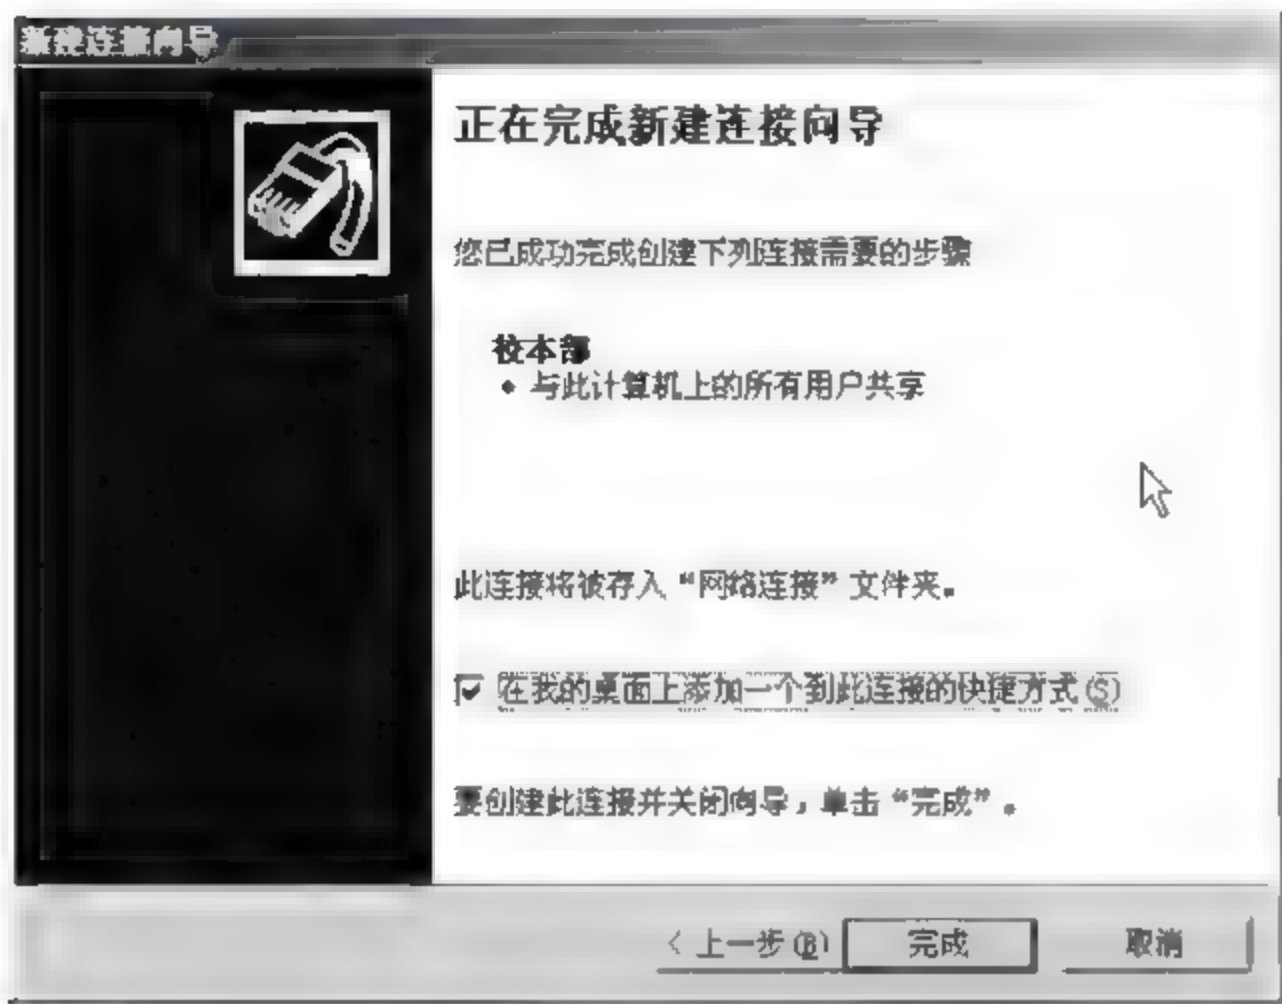 新建连接向导
正在完成新建连接向导
您已成功完成创建下列连接需要的步骤
校本部
• 与此计算机上的所有用户共享
此连接将被存入“网络连接”文件夹。
在我的桌面上添加一个到此连接的快捷方式(S)
要创建此连接并关闭向导，单击“完成”。
< 上一步(B) 完成 取消